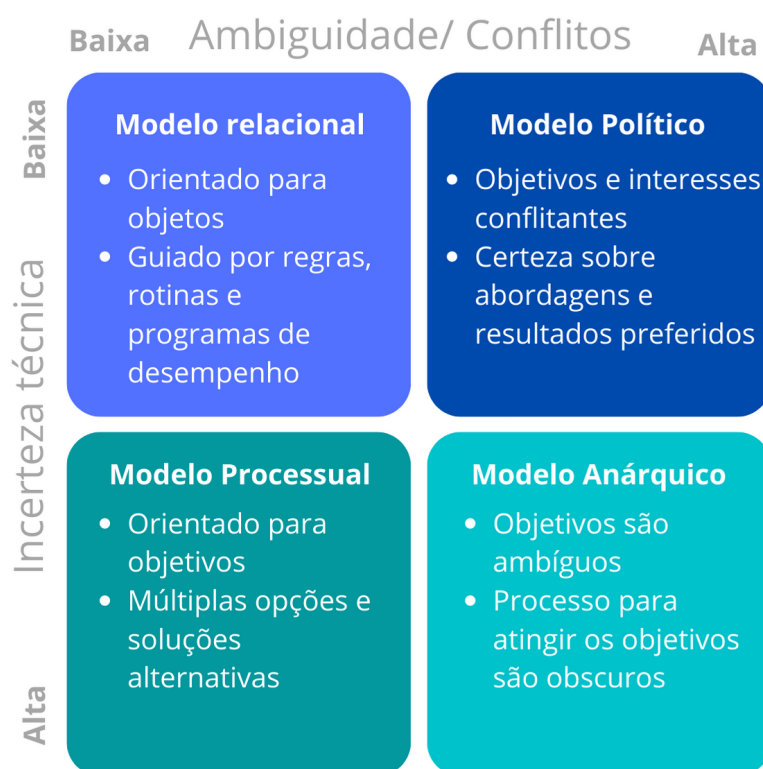 Baixa Ambiguidade/ Conflitos Alta
Baixa
Incerteza técnica
Alta
Modelo relacional
• Orientado para
objetos
• Guiado por regras,
rotinas e
programas de
desempenho
Modelo Político
• Objetivos e interesses
conflitantes
• Certeza sobre
abordagens e
resultados preferidos
Modelo Processual
• Orientado para
objetivos
• Múltiplas opções e
soluções
alternativas
Modelo Anárquico
• Objetivos são
ambíguos
• Processo para
atingir os objetivos
são obscuros